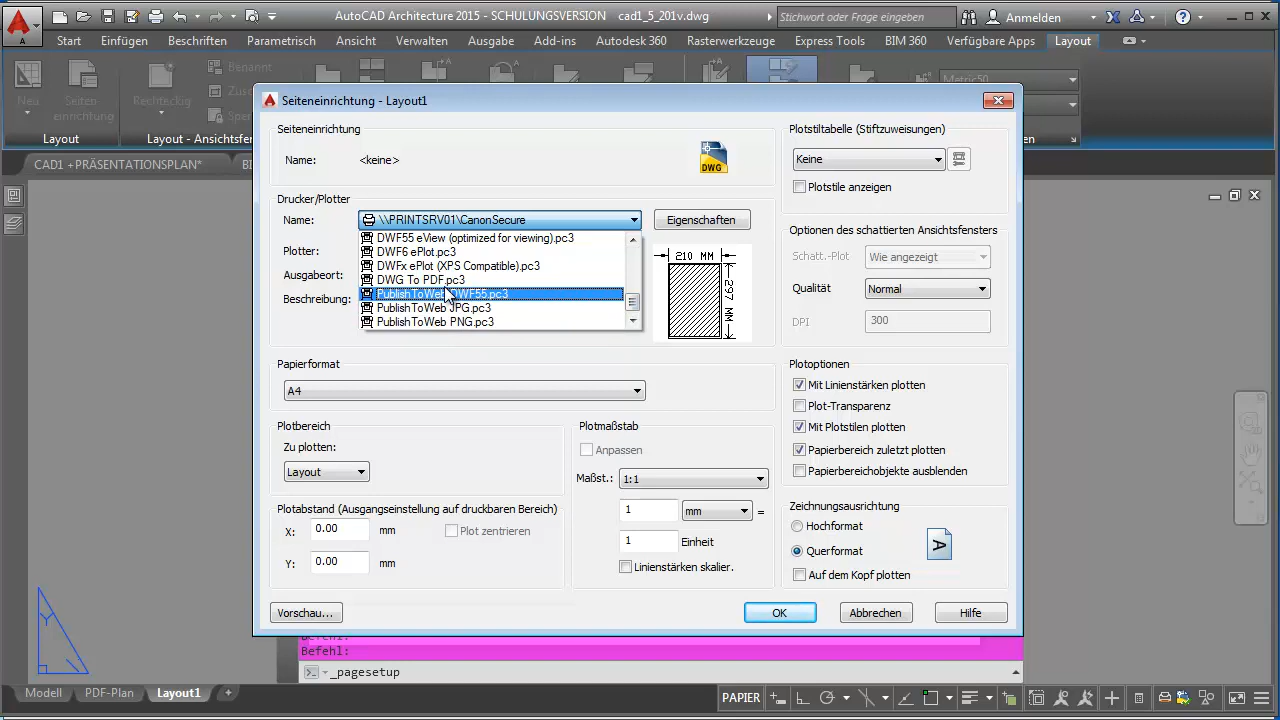 AutoCAD Architecture 2015 - SCHULUNGSVERSION cad1_5_201v.dwg
Stichwort oder Frage eingeben
Anmelden
Start Einfügen Beschriften Parametrisch Ansicht Verwalten Ausgabe Add-ins Autodesk 360 Rasterwerkzeuge Express Tools BIM 360 Verfügbare Apps Layout
Neu
Seiten
einrichtung
Rechteckig
Benannt
Metric50
Layout
Layout - Ansichtsfen
CAD1 +PRÄSENTATIONSPLAN*
Seiteneinrichtung - Layout1
Seiteneinrichtung
Name: <keine>
DWG
Drucker/Plotter
Name: \\PRINTSRV01\CanonSecure
Eigenschaften
DWF55 eView (optimized for viewing).pc3
Plotter:
DWF6 ePlot.pc3
DWFx ePlot (XPS Compatible).pc3
Ausgabeort:
DWG To PDF.pc3
PublishToWeb DWF55.pc3
Beschreibung:
PublishToWeb JPG.pc3
PublishToWeb PNG.pc3
210 MM
297 MM
Papierformat
A4
Plotbereich
Zu plotten:
Layout
Plotabstand (Ausgangseinstellung auf druckbaren Bereich)
X: 0.00 mm
Plot zentrieren
Y: 0.00 mm
Plotmaßstab
Anpassen
Maßst.: 1:1
1 mm =
1 Einheit
Linienstärken skalier.
Plotstiltabelle (Stiftzuweisungen)
Keine
Plotstile anzeigen
Optionen des schattierten Ansichtsfensters
Schatt.-Plot Wie angezeigt
Qualität Normal
DPI 300
Plotoptionen
Mit Linienstärken plotten
Plot-Transparenz
Mit Plotstilen plotten
Papierbereich zuletzt plotten
Papierbereichobjekte ausblenden
Zeichnungsausrichtung
Hochformat
Querformat
Auf dem Kopf plotten
A
Vorschau...
OK
Abbrechen
Hilfe
Befehl:
Befehl:
_pagesetup
Y
Modell PDF-Plan Layout1 +
PAPIER